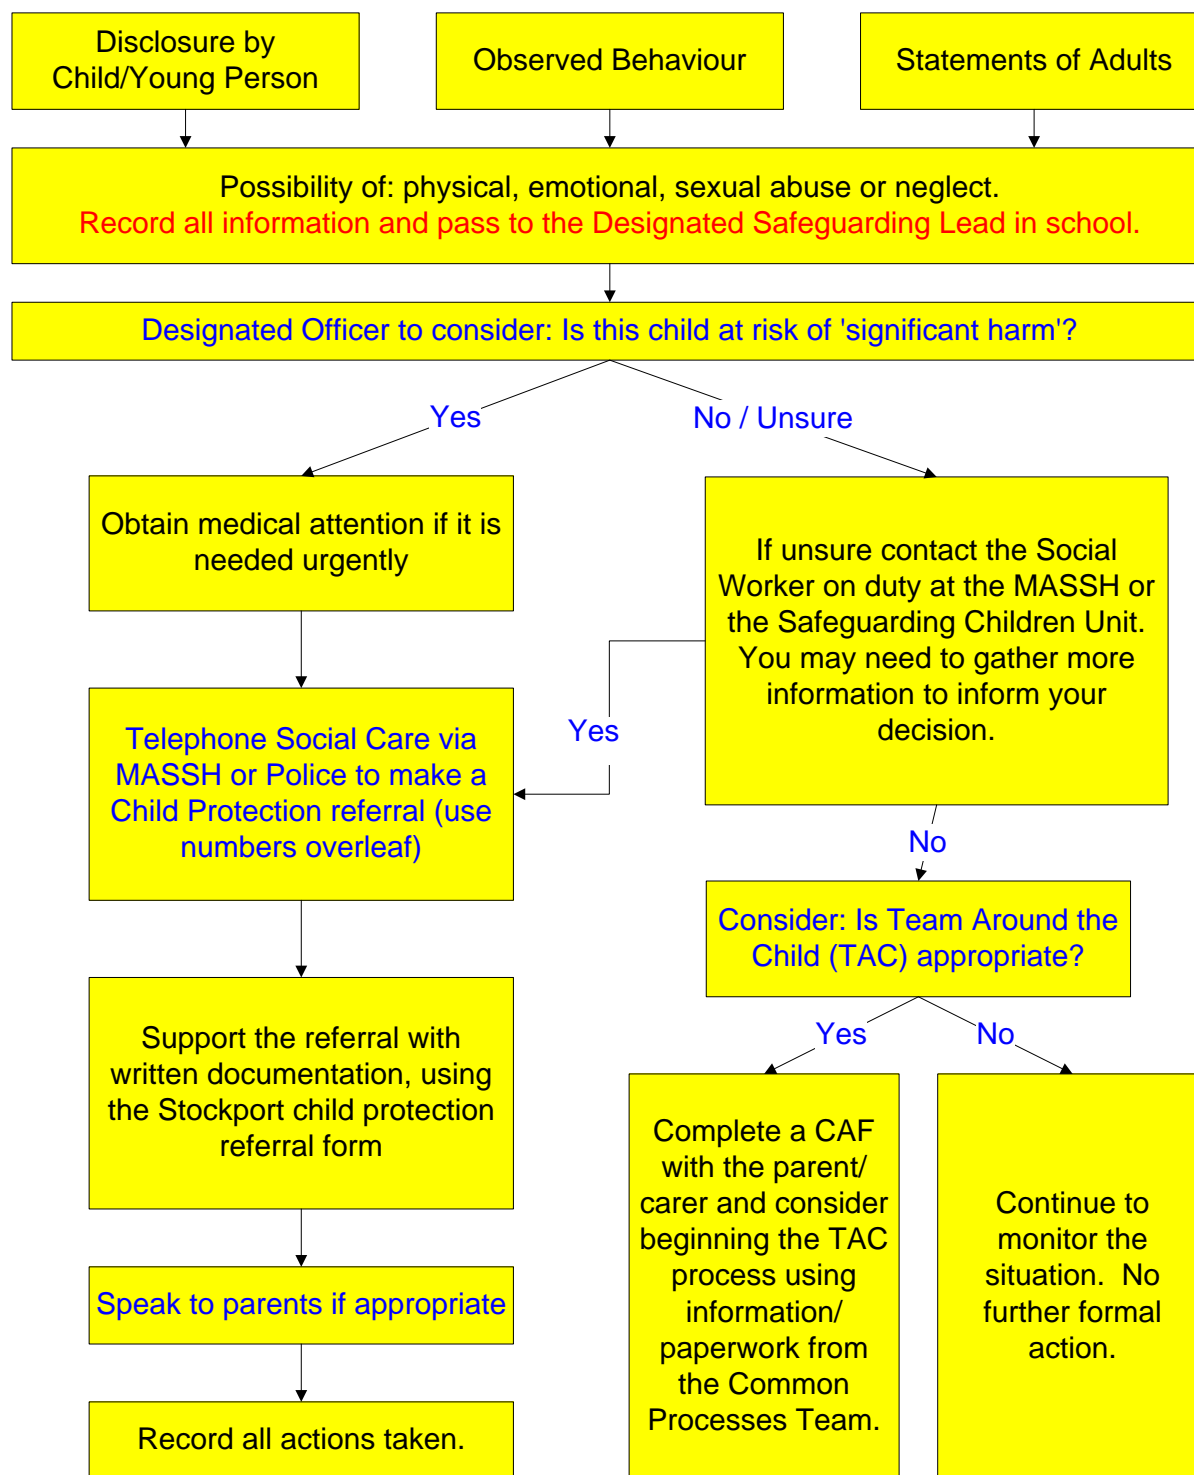 Disclosure by
Child/Young Person
Observed Behaviour
Statements of Adults
Possibility of: physical, emotional, sexual abuse or neglect.
Record all information and pass to the Designated Safeguarding Lead in school.
Designated Officer to consider: Is this child at risk of 'significant harm'?
Yes
No / Unsure
Obtain medical attention if it is
needed urgently
If unsure contact the Social
Worker on duty at the MASSH or
the Safeguarding Children Unit.
You may need to gather more
information to inform your
decision.
Yes
Telephone Social Care via
MASSH or Police to make a
Child Protection referral (use
numbers overleaf)
No
Consider: Is Team Around the
Child (TAC) appropriate?
Support the referral with
written documentation, using
the Stockport child protection
referral form
Yes
No
Complete a CAF
with the parent/
carer and consider
beginning the TAC
process using
information/
paperwork from
the Common
Processes Team.
Continue to
monitor the
situation.  No
further formal
action.
Speak to parents if appropriate
Record all actions taken.